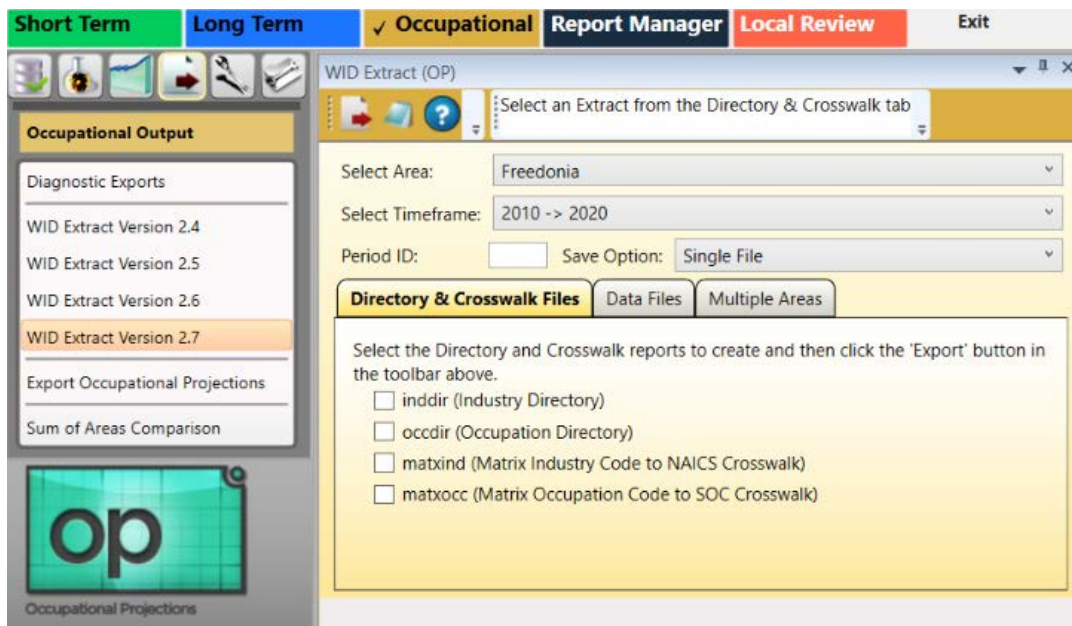 Short Term
Long Term
✓ Occupational
Report Manager
Local Review
Exit
Occupational Output
Diagnostic Exports
WID Extract Version 2.4
WID Extract Version 2.5
WID Extract Version 2.6
WID Extract Version 2.7
Export Occupational Projections
Sum of Areas Comparison
op
Occupational Projections
WID Extract (OP)
Select an Extract from the Directory & Crosswalk tab
Select Area: Freedonia
Select Timeframe: 2010 -> 2020
Period ID: Save Option: Single File
Directory & Crosswalk Files Data Files Multiple Areas
Select the Directory and Crosswalk reports to create and then click the 'Export' button in
the toolbar above.
inddir (Industry Directory)
occdir (Occupation Directory)
matxind (Matrix Industry Code to NAICS Crosswalk)
matxocc (Matrix Occupation Code to SOC Crosswalk)